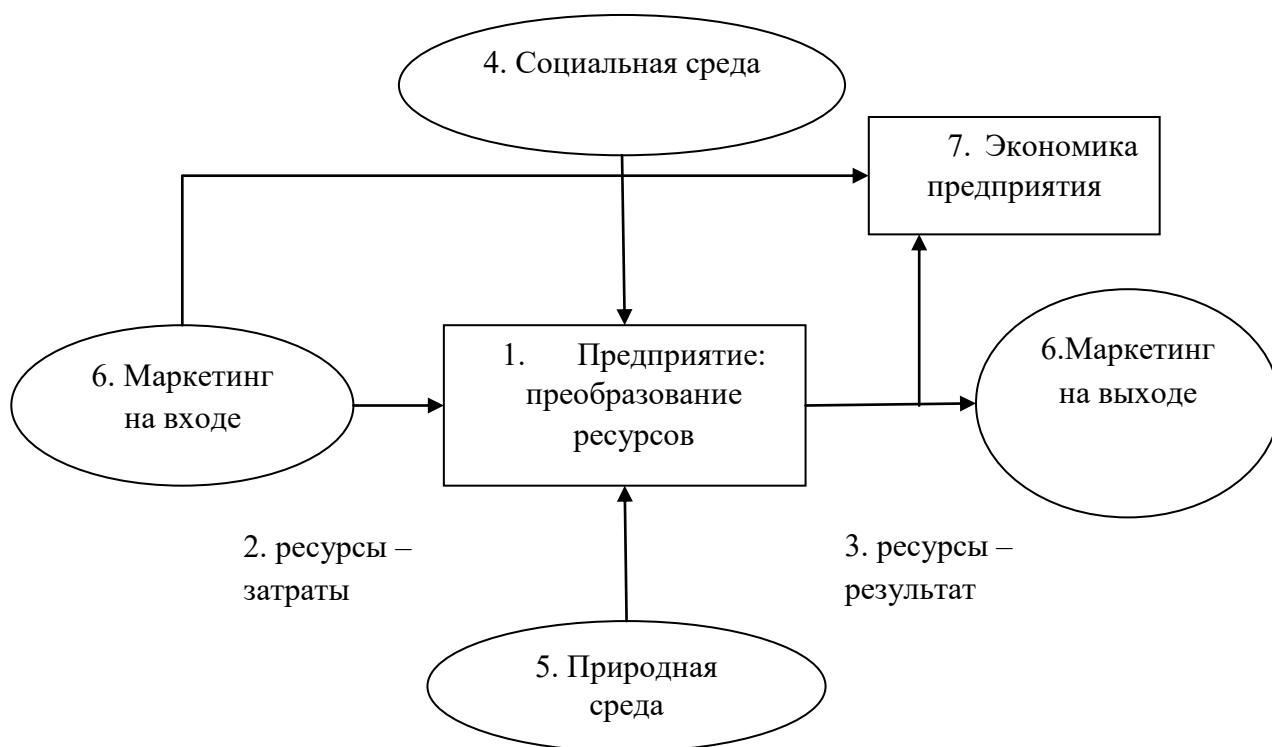 4. Социальная среда
7. Экономика
предприятия
6. Маркетинг
на входе
1. Предприятие:
преобразование
ресурсов
6.Маркетинг
на выходе
2. ресурсы –
затраты
3. ресурсы –
результат
5. Природная
среда